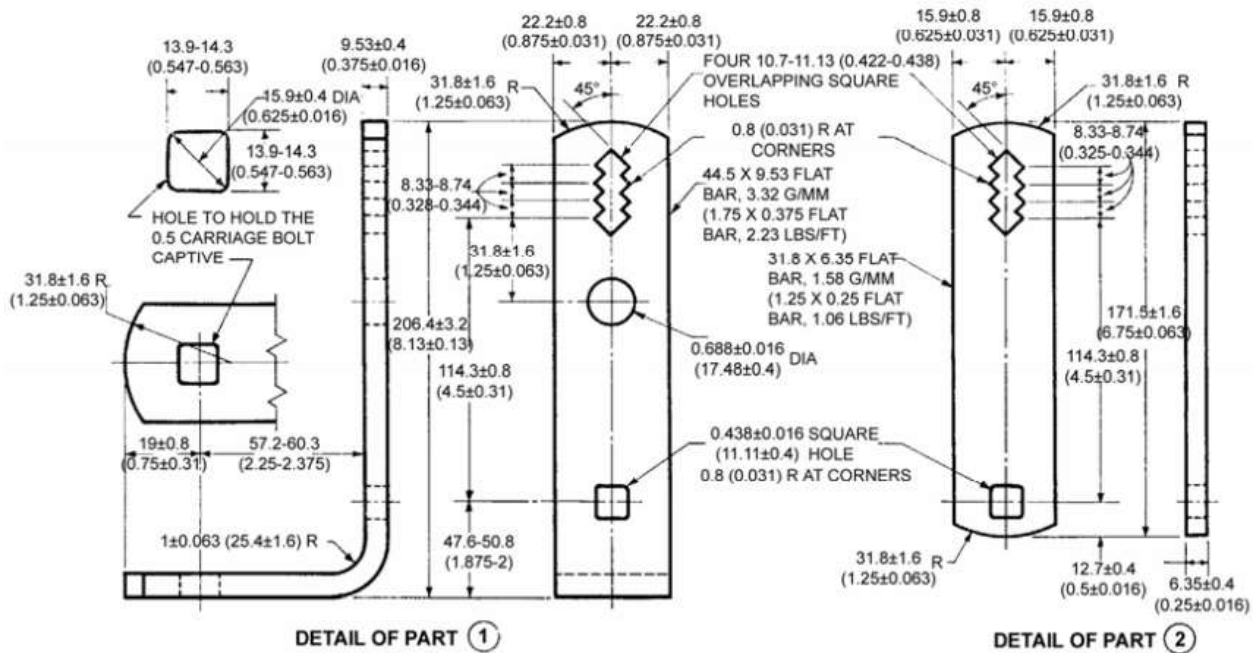 13.9-14.3
(0.547-0.563)
15.9±0.4 DIA
(0.625±0.016)
13.9-14.3
(0.547-0.563)
HOLE TO HOLD THE
0.5 CARRIAGE BOLT
CAPTIVE
31.8±1.6 R
(1.25±0.063)
19±0.8
(0.75±0.31)
57.2-60.3
(2.25-2.375)
1±0.063 (25.4±1.6) R
9.53±0.4
(0.375±0.016)
206.4±3.2
(8.13±0.13)
22.2±0.8
(0.875±0.031)
22.2±0.8
(0.875±0.031)
31.8±1.6 R
(1.25±0.063)
45°
8.33-8.74
(0.328-0.344)
31.8±1.6
(1.25±0.063)
114.3±0.8
(4.5±0.31)
47.6-50.8
(1.875-2)
FOUR 10.7-11.13 (0.422-0.438)
OVERLAPPING SQUARE
HOLES
0.8 (0.031) R AT
CORNERS
44.5 X 9.53 FLAT
BAR, 3.32 G/MM
(1.75 X 0.375 FLAT
BAR, 2.23 LBS/FT)
31.8 X 6.35 FLAT
BAR, 1.58 G/MM
(1.25 X 0.25 FLAT
BAR, 1.06 LBS/FT)
0.688±0.016 DIA
(17.48±0.4)
0.438±0.016 SQUARE
(11.11±0.4) HOLE
0.8 (0.031) R AT CORNERS
15.9±0.8
(0.625±0.031)
15.9±0.8
(0.625±0.031)
45°
31.8±1.6 R
(1.25±0.063)
8.33-8.74
(0.325-0.344)
171.5±1.6
(6.75±0.063)
114.3±0.8
(4.5±0.31)
31.8±1.6 R
(1.25±0.063)
12.7±0.4
(0.5±0.016)
6.35±0.4
(0.25±0.016)
DETAIL OF PART 1
DETAIL OF PART 2